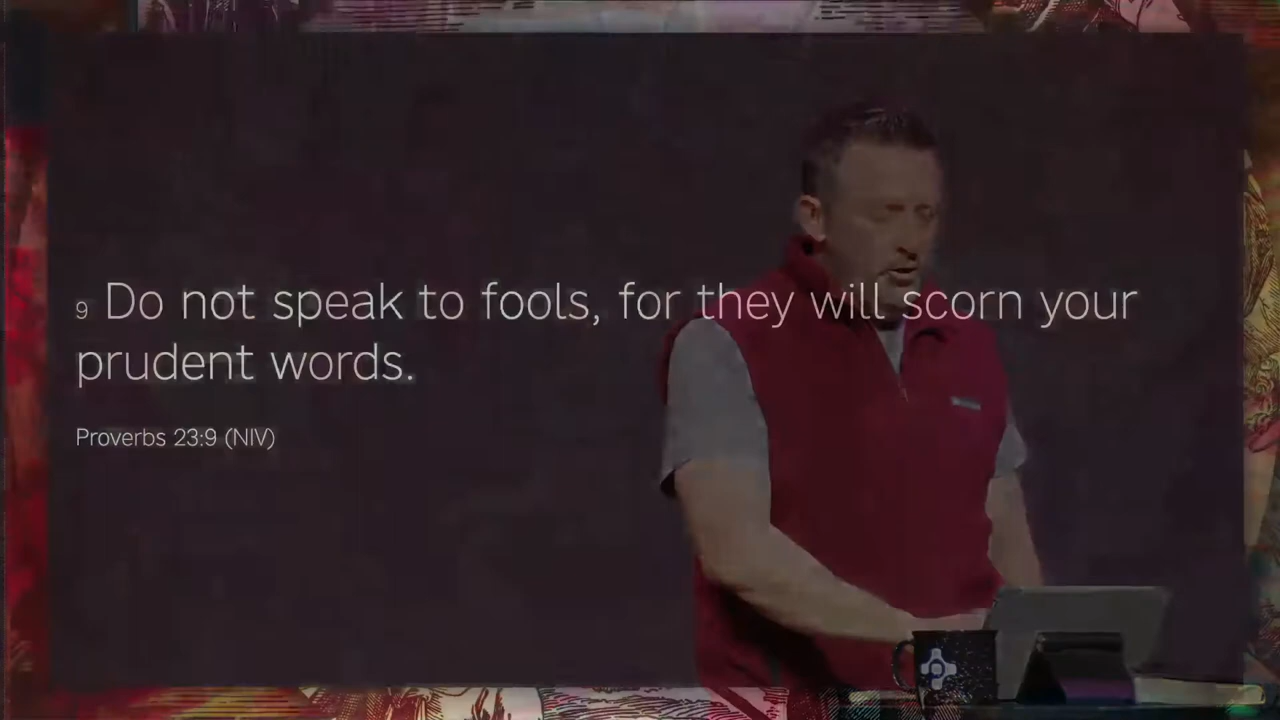 9 Do not speak to fools, for they will scorn your
prudent words.
Proverbs 23:9 (NIV)